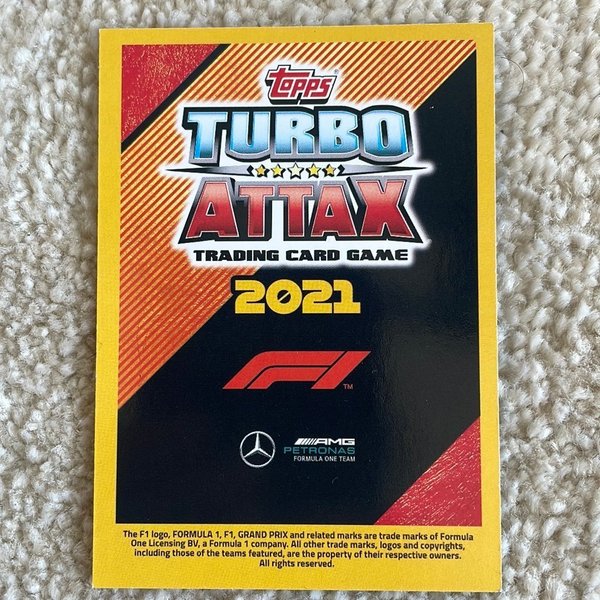 Topps
TURBO
ATTAX
TRADING CARD GAME
2021
F1 TM
AMG
PETRONAS
FORMULA ONE TEAM
The F1 logo, FORMULA 1, F1, GRAND PRIX and related marks are trade marks of Formula
One Licensing BV, a Formula 1 company. All other trade marks, logos and copyrights,
including those of the teams featured, are the property of their respective owners.
All rights reserved.